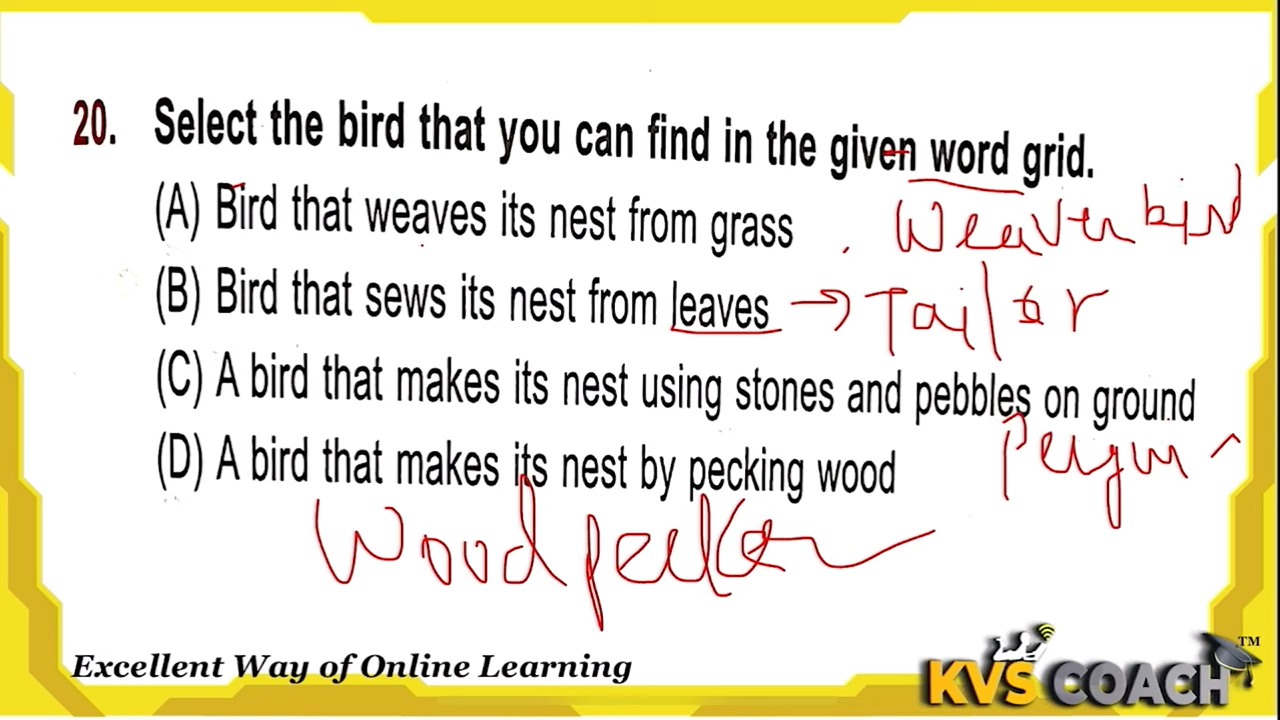 20. Select the bird that you can find in the given word grid.
(A) Bird that weaves its nest from grass Weaver bird
(B) Bird that sews its nest from leaves → Tailor
(C) A bird that makes its nest using stones and pebbles on ground
(D) A bird that makes its nest by pecking wood
Woodpecker
Excellent Way of Online Learning
KVS COACH TM